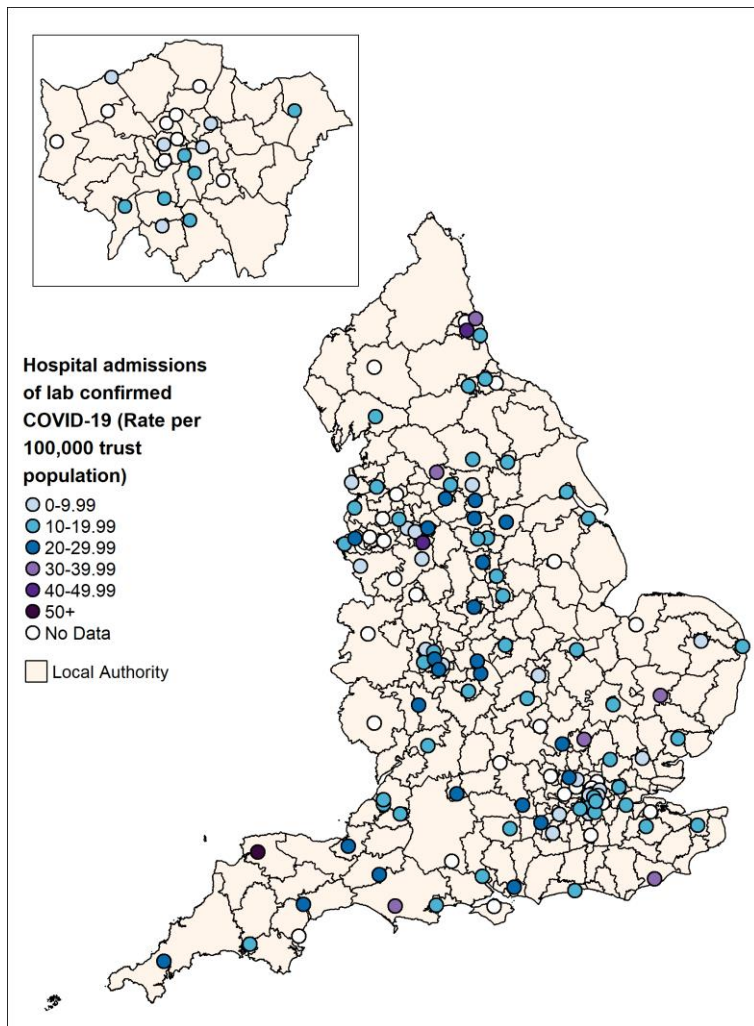 Hospital admissions
of lab confirmed
COVID-19 (Rate per
100,000 trust
population)
0-9.99
10-19.99
20-29.99
30-39.99
40-49.99
50+
No Data
Local Authority